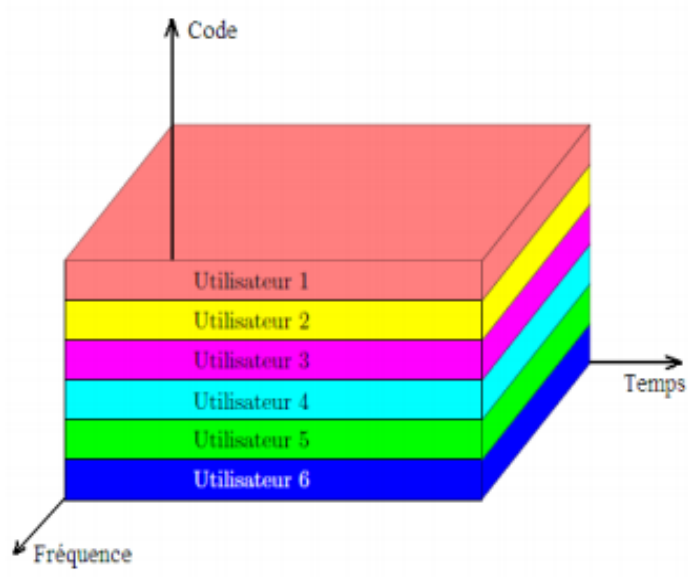 Code
Utilisateur 1
Utilisateur 2
Utilisateur 3
Utilisateur 4
Utilisateur 5
Utilisateur 6
Temps
Fréquence